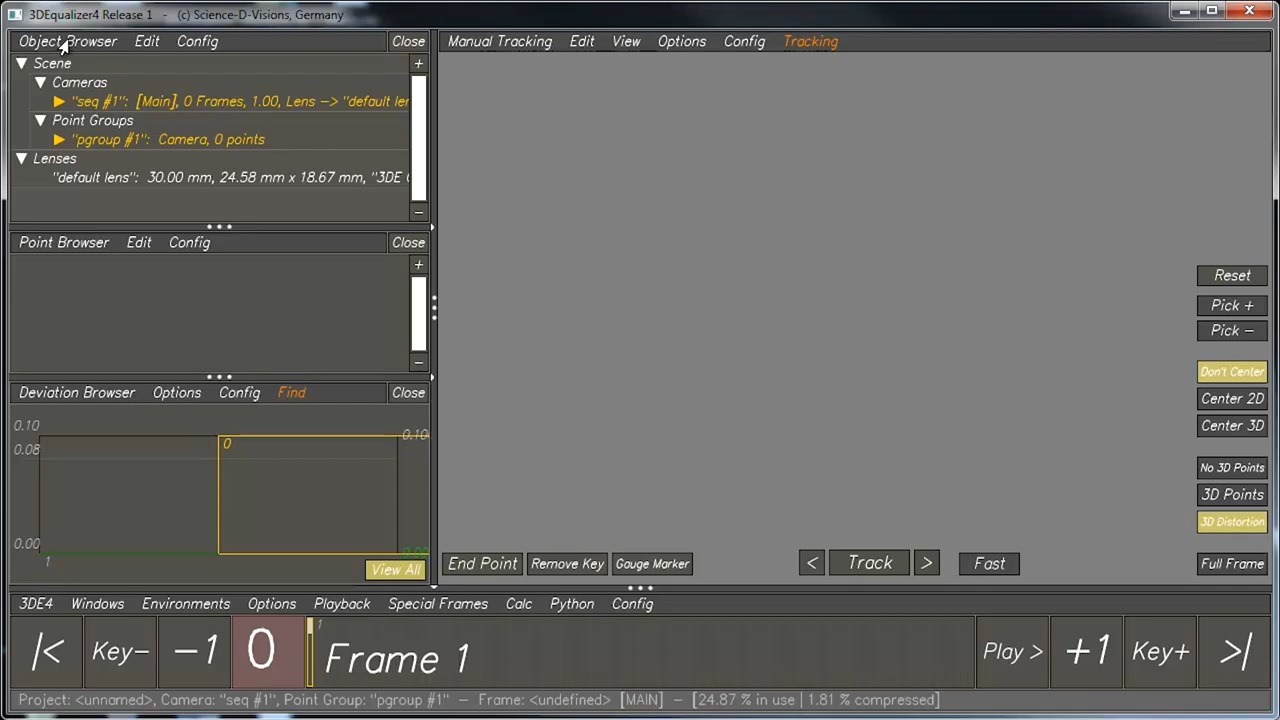 3DEqualizer4 Release 1 - (c) Science-D-Visions, Germany
Object Browser Edit Config Close
Scene +
Cameras
"seq #1": [Main], 0 Frames, 1.00, Lens -> "default len
Point Groups
"pgroup #1": Camera, 0 points
Lenses
"default lens": 30.00 mm, 24.58 mm x 18.67 mm, "3DE
-
Point Browser Edit Config Close
+
-
Deviation Browser Options Config Find Close
0.10
0.08
0
0.10
0.00
1
View All
Manual Tracking Edit View Options Config Tracking
Reset
Pick +
Pick -
Don't Center
Center 2D
Center 3D
No 3D Points
3D Points
3D Distortion
End Point Remove Key Gauge Marker < Track > Fast Full Frame
3DE4 Windows Environments Options Playback Special Frames Calc Python Config
|< Key- -1 0 1 Frame 1 Play > +1 Key+ >|
Project: <unnamed>, Camera: "seq #1", Point Group: "pgroup #1" - Frame: <undefined> [MAIN] - [24.87 % in use | 1.81 % compressed]